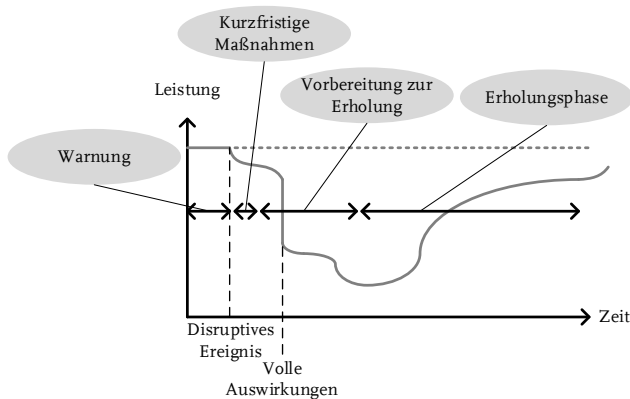 Kurzfristige
Maßnahmen
Leistung
Vorbereitung zur
Erholung
Erholungsphase
Warnung
Zeit
Disruptives
Ereignis
Volle
Auswirkungen